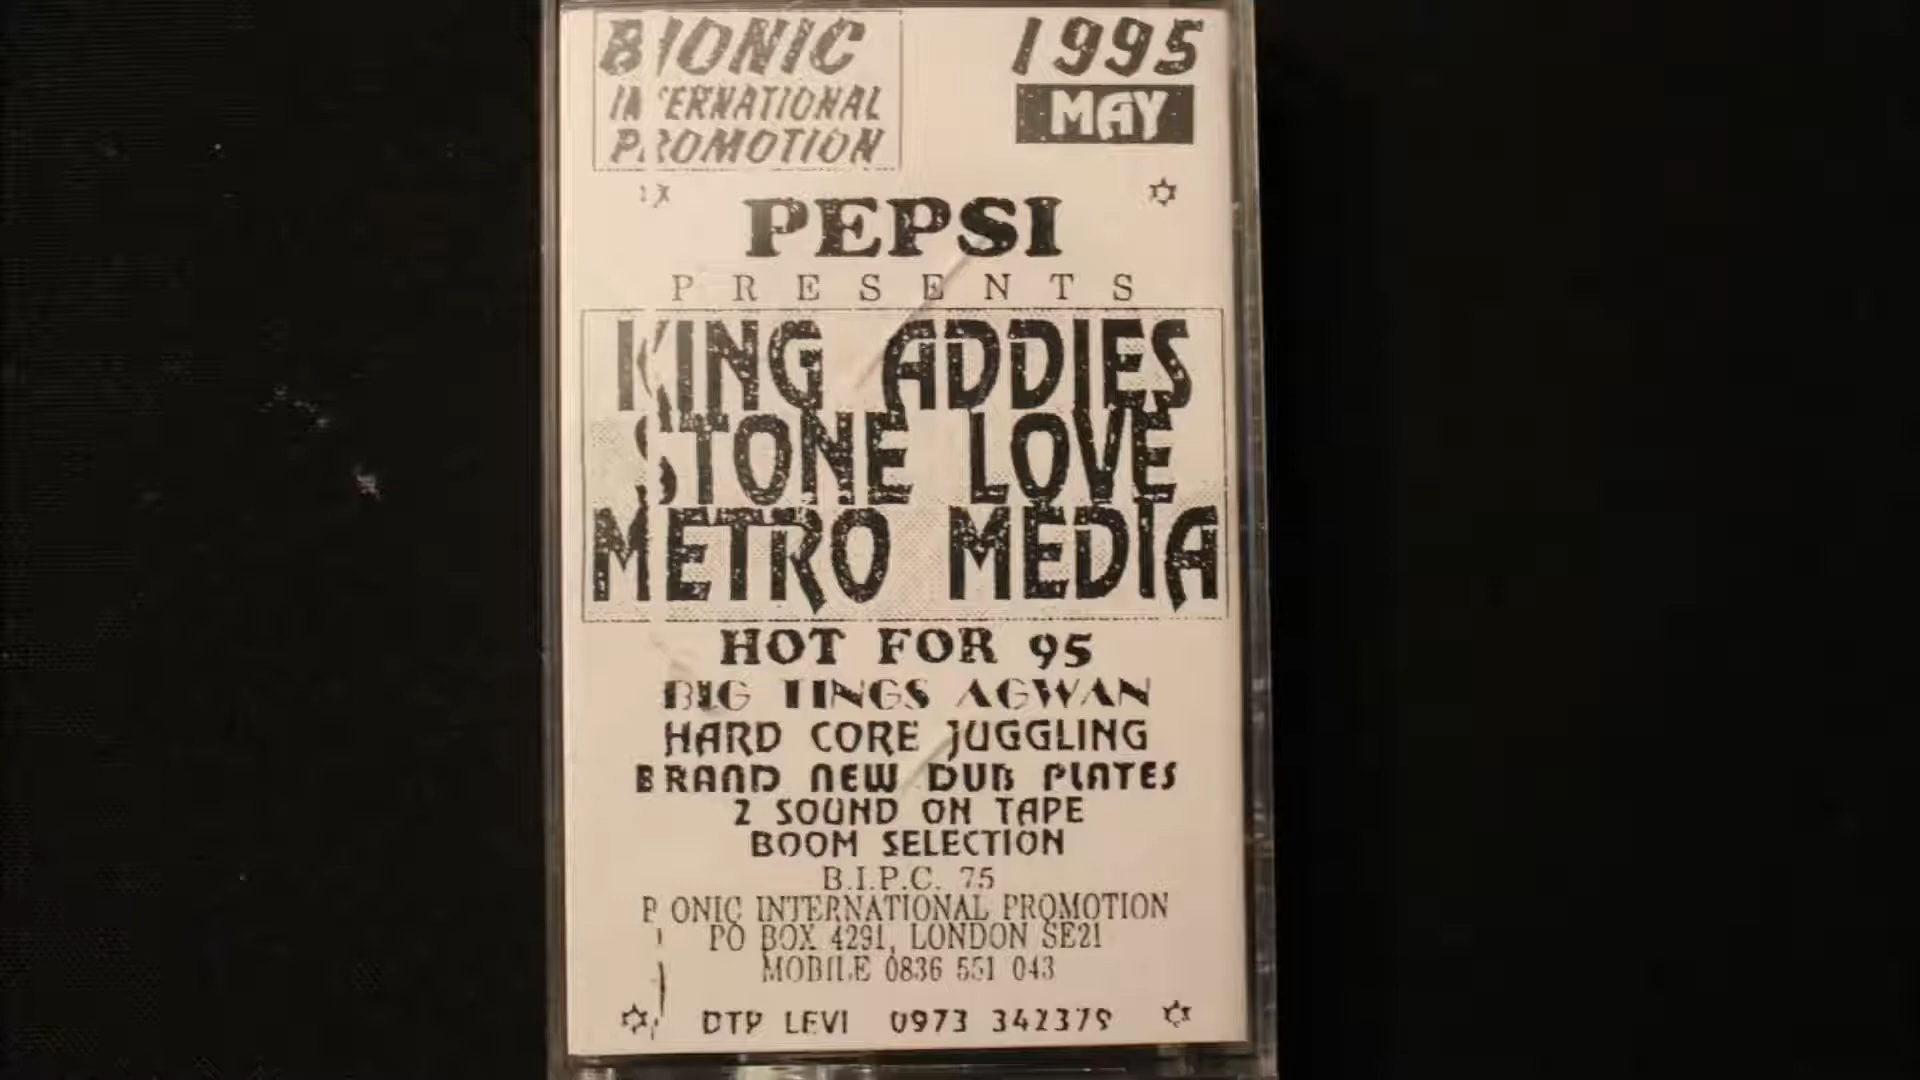 BIONIC
INTERNATIONAL
PROMOTION
1995
MAY
PEPSI
PRESENTS
KING ADDIES
STONE LOVE
METRO MEDIA
HOT FOR 95
BIG TINGS AGWAN
HARD CORE JUGGLING
BRAND NEW DUB PLATES
2 SOUND ON TAPE
BOOM SELECTION
B.I.P.C. 75
BIONIC INTERNATIONAL PROMOTION
PO BOX 4291, LONDON SE21
MOBILE 0836 551 043
DTP LEVI 0973 342379